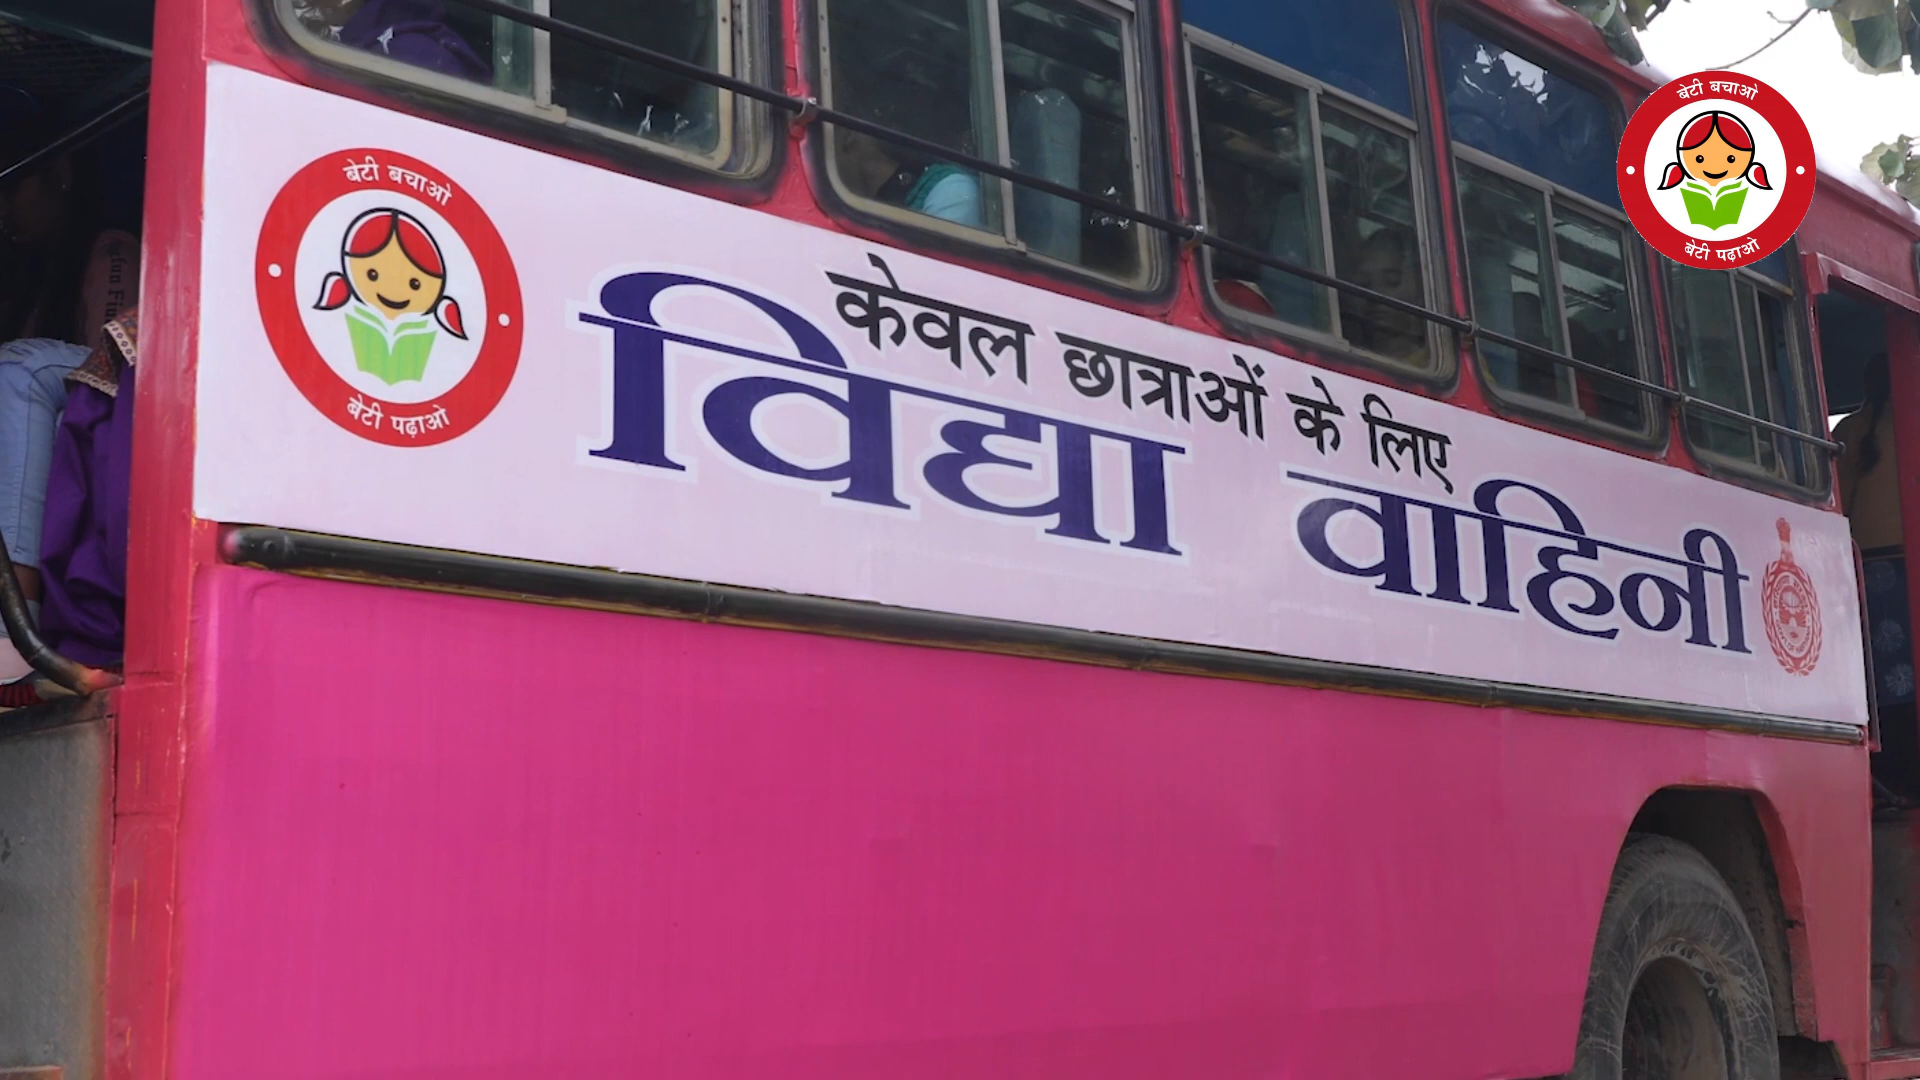 बेटी बचाओ
बेटी पढ़ाओ
बेटी बचाओ
केवल छात्राओं के लिए
विद्या वाहिनी
बेटी पढ़ाओ